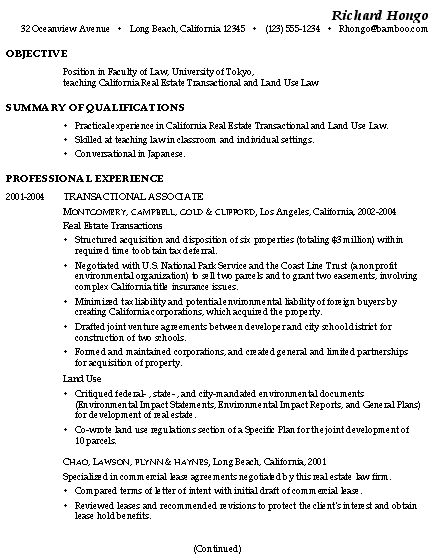 Richard Hongo
32 Oceanview Avenue • Long Beach, California 12345 • (123) 555-1234 • Rhongo@bamboo.com
OBJECTIVE
Position in Faculty of Law, University of Tokyo,
teaching California Real Estate Transactional and Land Use Law
SUMMARY OF QUALIFICATIONS
• Practical experience in California Real Estate Transactional and Land Use Law.
• Skilled at teaching law in classroom and individual settings.
• Conversational in Japanese.
PROFESSIONAL EXPERIENCE
2001-2004 TRANSACTIONAL ASSOCIATE
MONTGOMERY, CAMPBELL, GOLD & CLIFFORD, Los Angeles, California, 2002-2004
Real Estate Transactions
• Structured acquisition and disposition of six properties (totaling $3 million) within
required time to obtain tax deferral.
• Negotiated with U.S. National Park Service and the Coast Line Trust (a nonprofit
environmental organization) to sell two parcels and to grant two easements, involving
complex California title insurance issues.
• Minimized tax liability and potential environmental liability of foreign buyers by
creating California corporations, which acquired the property.
• Drafted joint venture agreements between developer and city school district for
construction of two schools.
• Formed and maintained corporations, and created general and limited partnerships
for acquisition of property.
Land Use
• Critiqued federal-, state-, and city-mandated environmental documents
(Environmental Impact Statements, Environmental Impact Reports, and General Plans)
for development of real estate.
• Co-wrote land use regulations section of a Specific Plan for the joint development of
10 parcels.
CHAO, LAWSON, FLYNN & HAYNES, Long Beach, California, 2001
Specialized in commercial lease agreements negotiated by this real estate law firm.
• Compared terms of letter of intent with initial draft of commercial lease.
• Reviewed leases and recommended revisions to protect the client's interest and obtain
lease hold benefits.
(Continued)